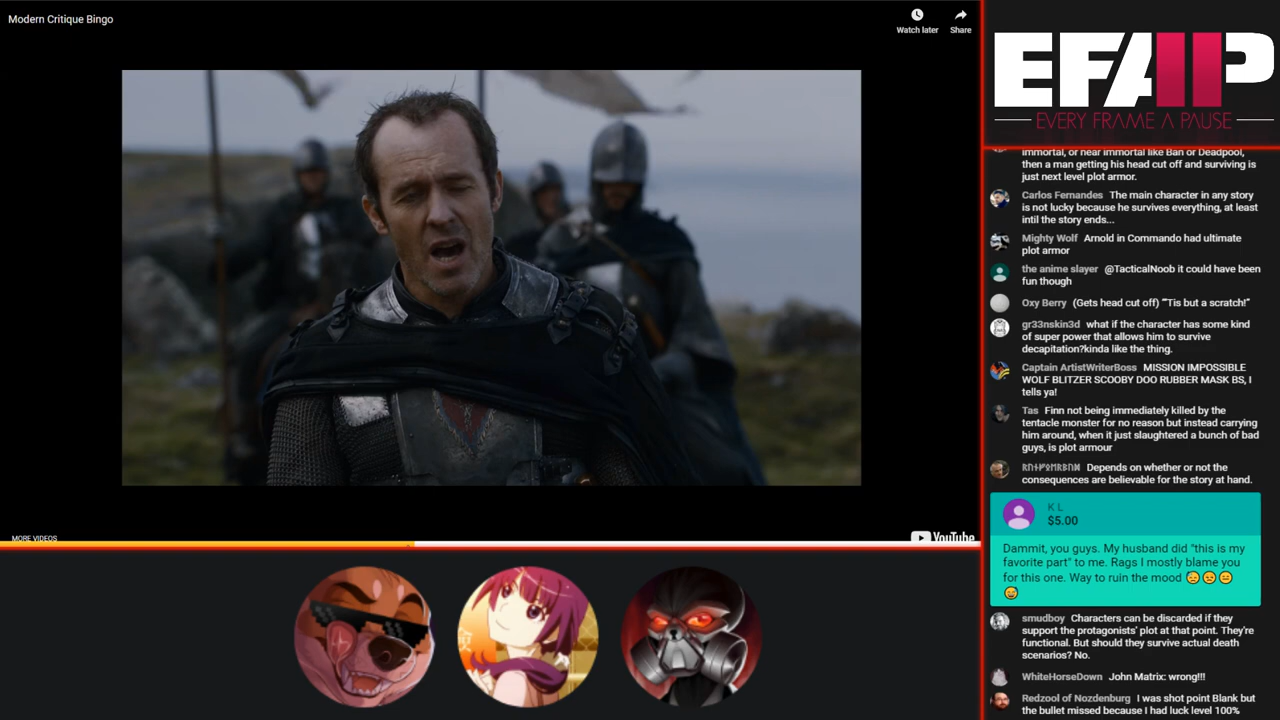 Modern Critique Bingo
Watch later
Share
MORE VIDEOS
YouTube
EFAP
EVERY FRAME A PAUSE
immortal, or near immortal like Ban or Deadpool,
then a man getting his head cut off and surviving is
just next level plot armor.
Carlos Fernandes The main character in any story
is not lucky because he survives everything, at least
intil the story ends...
Mighty Wolf Arnold in Commando had ultimate
plot armor
the anime slayer @TacticalNoob it could have been
fun though
Oxy Berry (Gets head cut off) "'Tis but a scratch!"
gr33nskin3d what if the character has some kind
of super power that allows him to survive
decapitation?kinda like the thing.
Captain ArtistWriterBoss MISSION IMPOSSIBLE
WOLF BLITZER SCOOBY DOO RUBBER MASK BS, I
tells ya!
Tas Finn not being immediately killed by the
tentacle monster for no reason but instead carrying
him around, when it just slaughtered a bunch of bad
guys, is plot armour
Depends on whether or not the
consequences are believable for the story at hand.
K L
$5.00
Dammit, you guys. My husband did "this is my
favorite part" to me. Rags I mostly blame you
for this one. Way to ruin the mood 😞 😞 😑
😅
smudboy Characters can be discarded if they
support the protagonists' plot at that point. They're
functional. But should they survive actual death
scenarios? No.
WhiteHorseDown John Matrix: wrong!!!
Redzool of Nozdenburg I was shot point Blank but
the bullet missed because I had luck level 100%